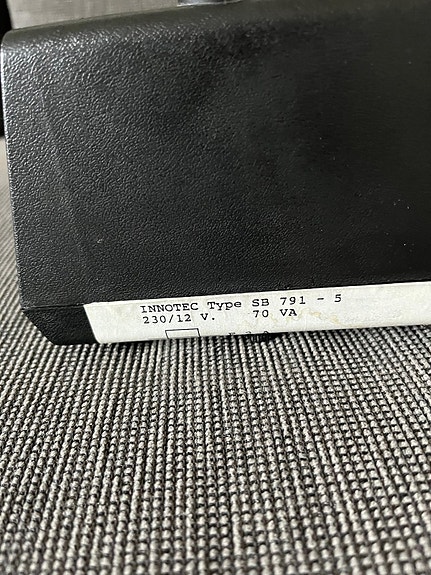 INNOTEC Type SB 791 - 5
230/12 V. 70 VA